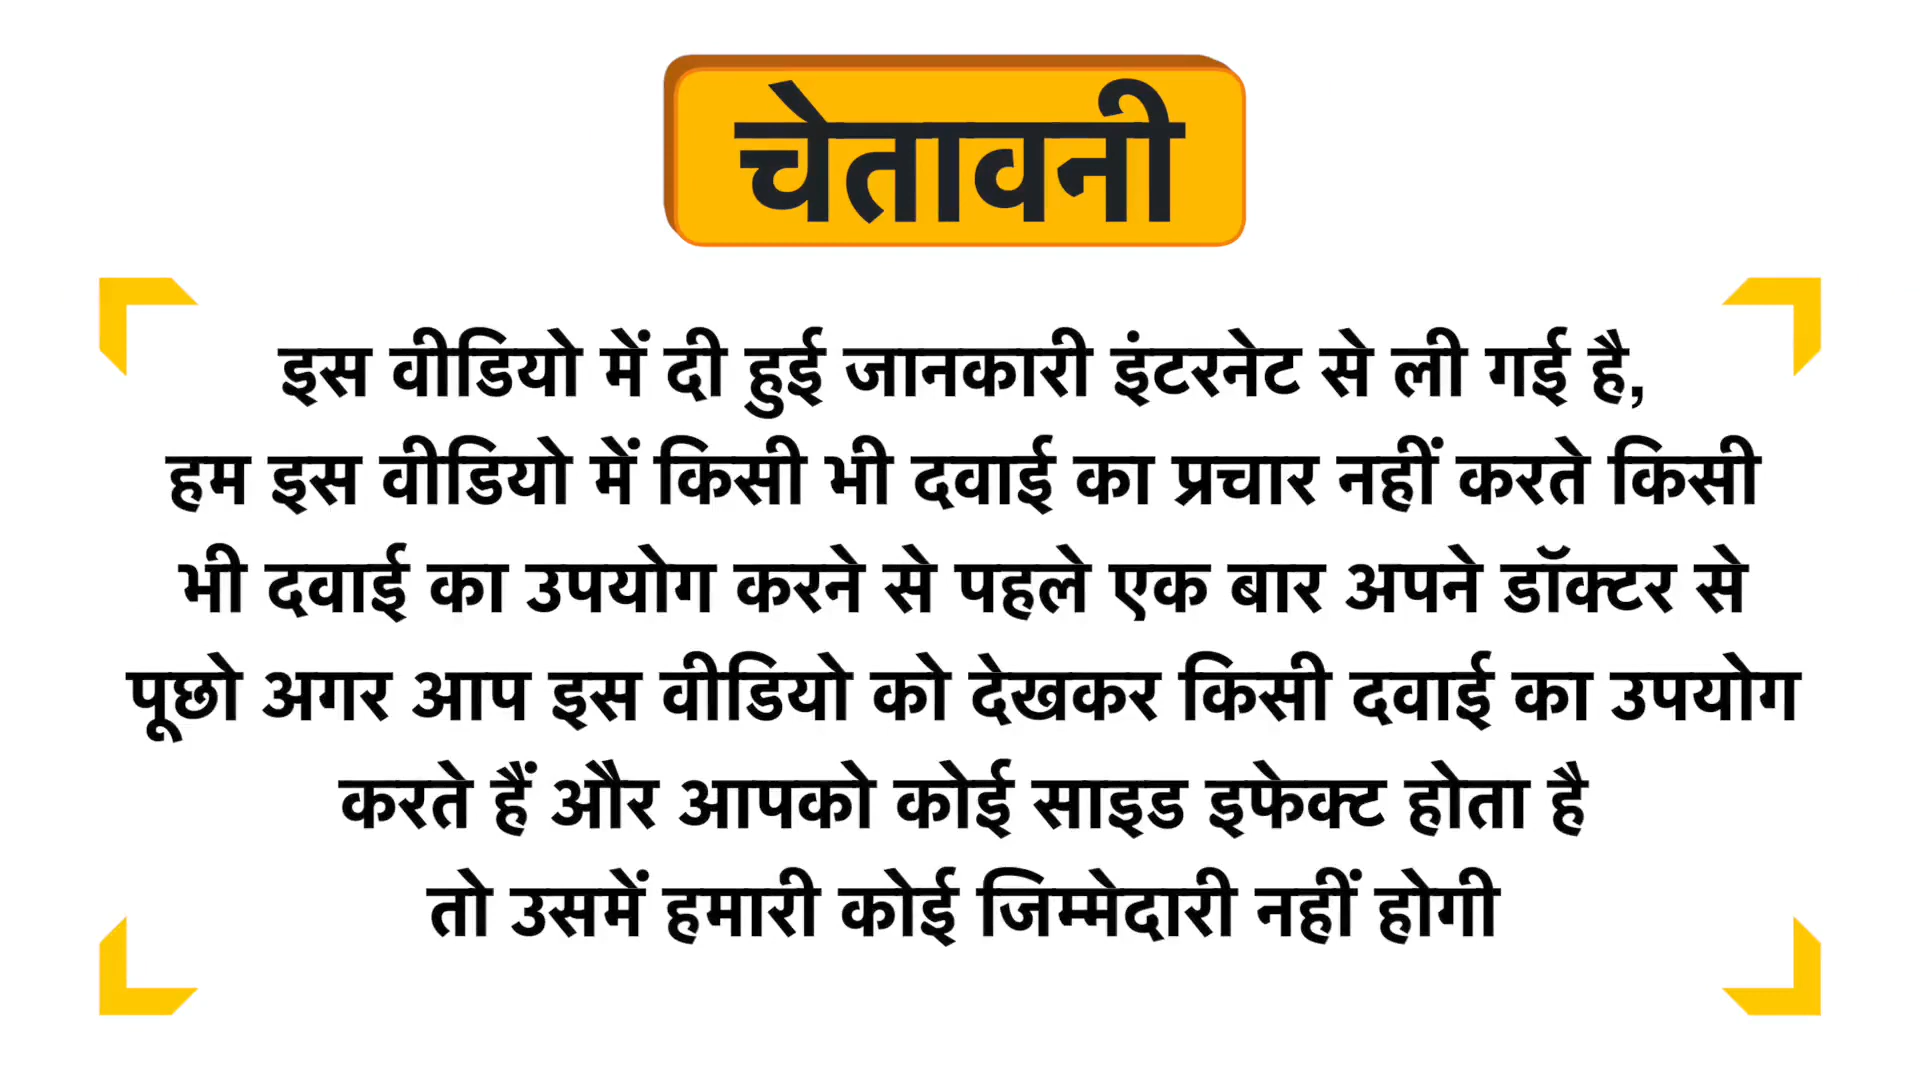 चेतावनी
इस वीडियो में दी हुई जानकारी इंटरनेट से ली गई है,
हम इस वीडियो में किसी भी दवाई का प्रचार नहीं करते किसी
भी दवाई का उपयोग करने से पहले एक बार अपने डॉक्टर से
पूछो अगर आप इस वीडियो को देखकर किसी दवाई का उपयोग
करते हैं और आपको कोई साइड इफेक्ट होता है
तो उसमें हमारी कोई जिम्मेदारी नहीं होगी